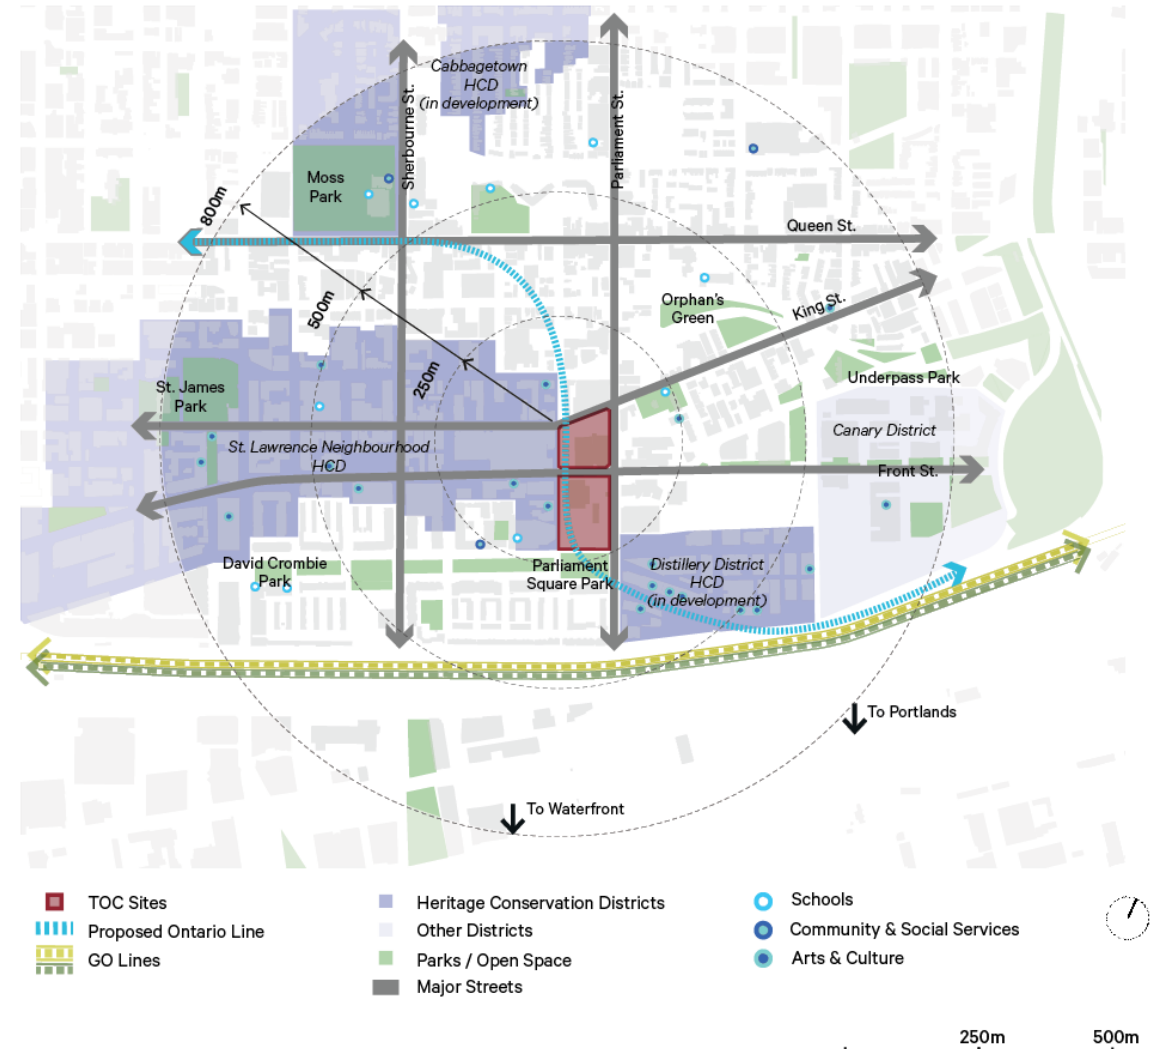 Cabbagetown
HCD
(in development)
Sherbourne St.
Parliament St.
Moss
Park
800m
Queen St.
500m
Orphan's
Green
King St.
250m
St. James
Park
Underpass Park
St. Lawrence Neighbourhood
HCD
Canary District
Front St.
David Crombie
Park
Parliament
Square Park
Distillery District
HCD
(in development)
To Portlands
To Waterfront
TOC Sites
Proposed Ontario Line
GO Lines
Heritage Conservation Districts
Other Districts
Parks / Open Space
Major Streets
Schools
Community & Social Services
Arts & Culture
250m
500m